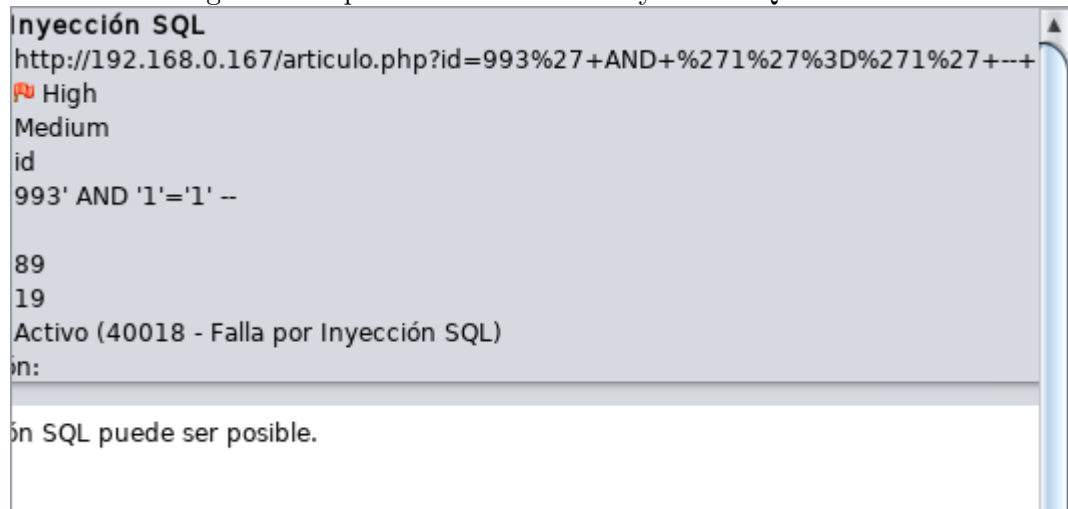 Inyección SQL
http://192.168.0.167/articulo.php?id=993%27+AND+%271%27%3D%271%27+--+
High
Medium
id
993' AND '1'='1' --
89
19
Activo (40018 - Falla por Inyección SQL)
ón:
ón SQL puede ser posible.